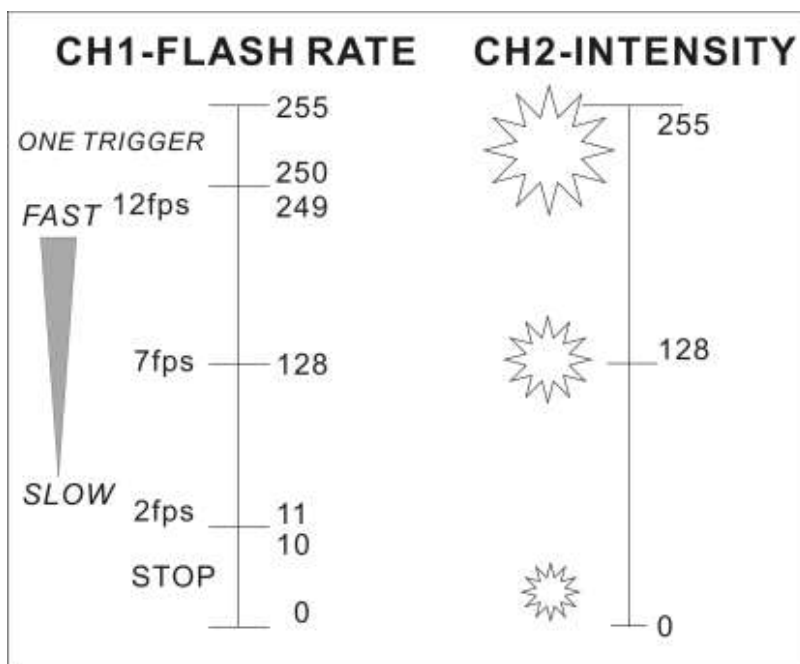 CH1-FLASH RATE
255
ONE TRIGGER
250
FAST 12fps 249
7fps 128
SLOW
2fps 11
10
STOP
0
CH2-INTENSITY
255
128
0